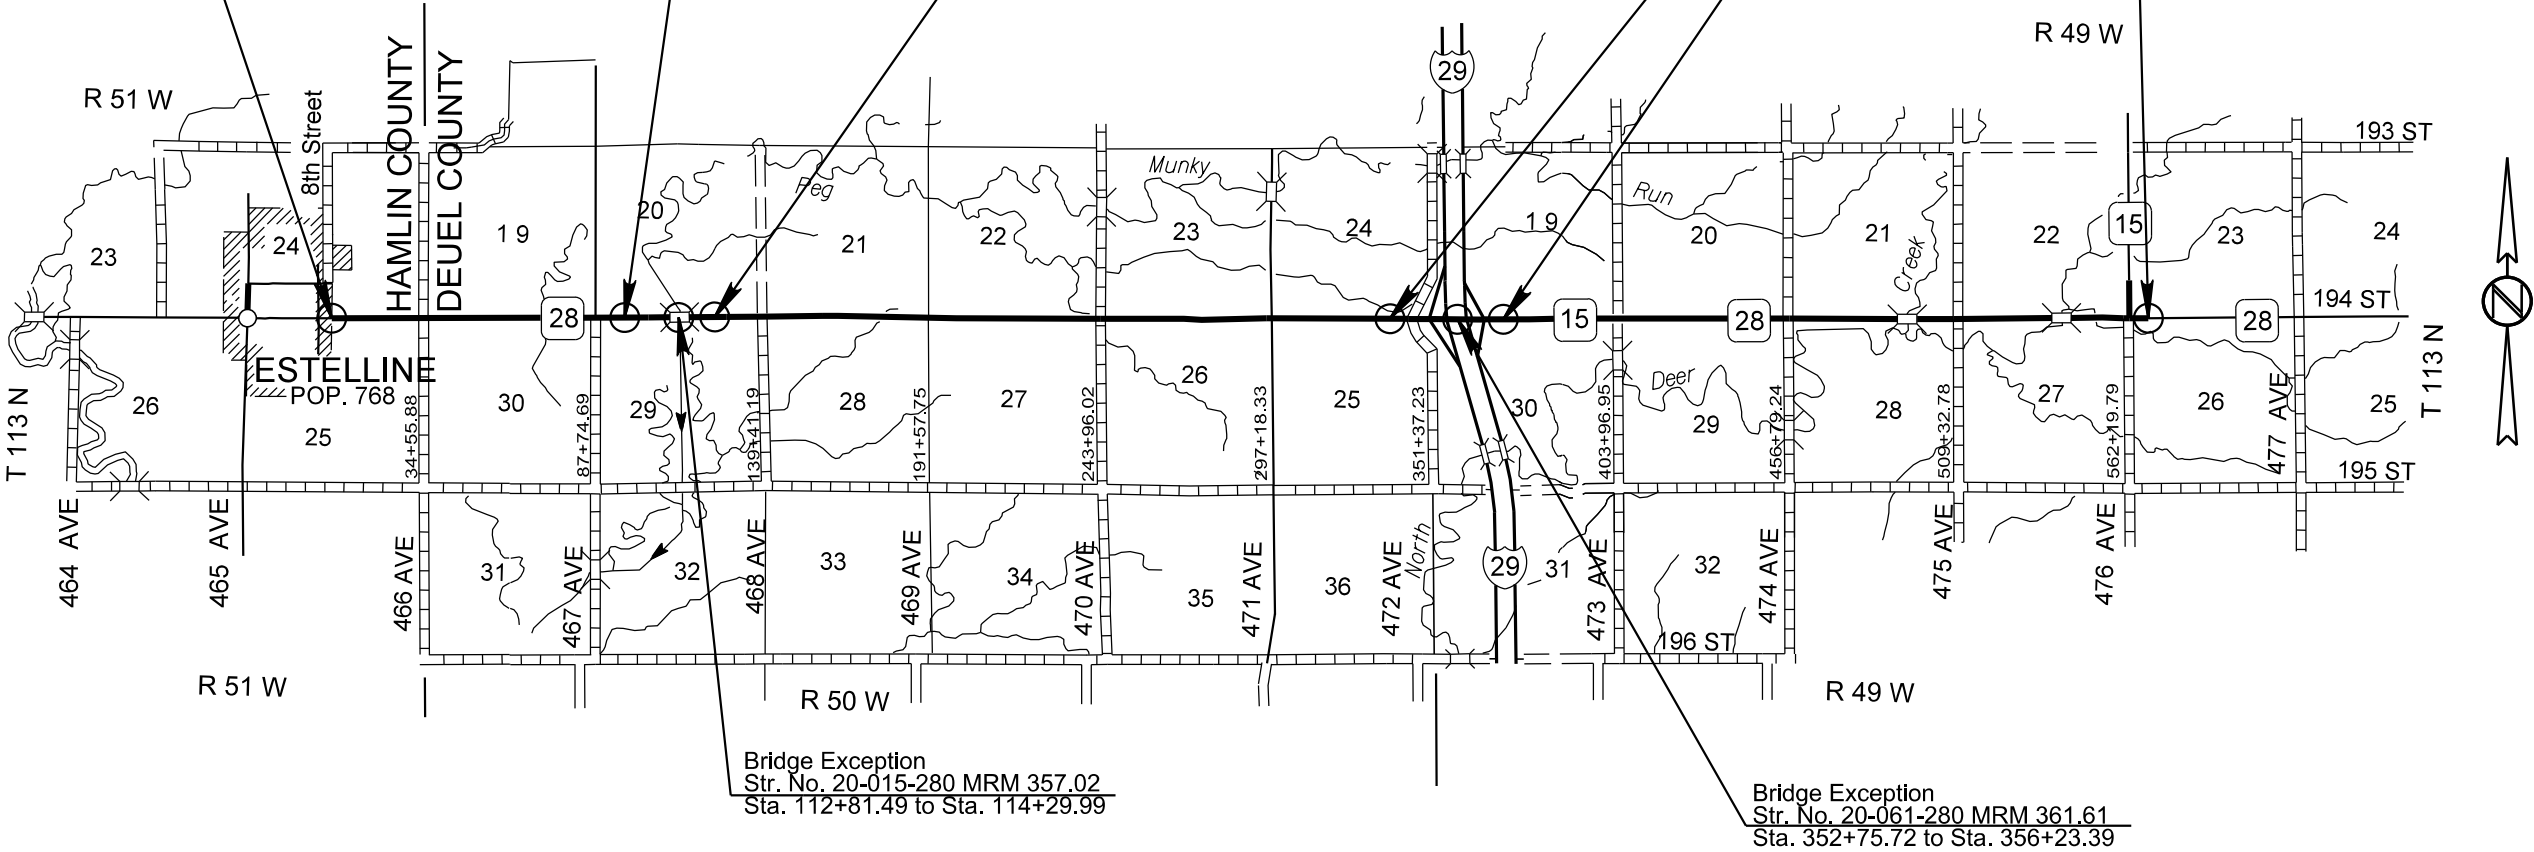 R 49 W
R 51 W
8th Street
HAMLIN COUNTY
DEUEL COUNTY
29
193 ST
Munky
Peg
Run
Creek
20
19
24
23
21
22
23
24
19
20
21
22
15
23
24
194 ST
28
15
28
28
ESTELLINE
POP. 768
T 113 N
T 113 N
26
25
30
29
28
27
26
25
30
Deer
29
28
27
26
25
34+55.88
87+74.69
139+41.19
191+57.75
243+96.02
297+18.33
351+37.23
403+96.95
456+79.24
509+32.78
562+19.79
477 AVE
195 ST
464 AVE
465 AVE
466 AVE
467 AVE
468 AVE
469 AVE
470 AVE
471 AVE
472 AVE
North
473 AVE
474 AVE
475 AVE
476 AVE
31
32
33
34
35
36
29
31
32
196 ST
R 51 W
R 50 W
R 49 W
Bridge Exception
Str. No. 20-015-280 MRM 357.02
Sta. 112+81.49 to Sta. 114+29.99
Bridge Exception
Str. No. 20-061-280 MRM 361.61
Sta. 352+75.72 to Sta. 356+23.39
N